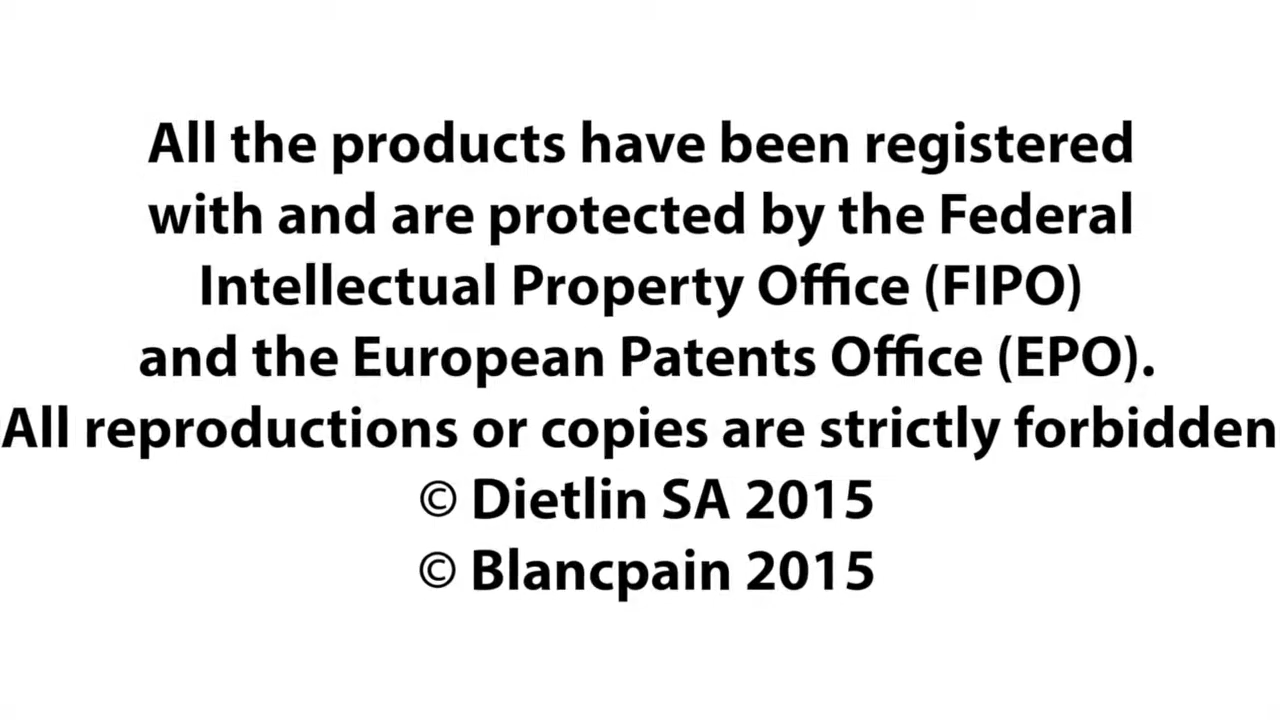 All the products have been registered
with and are protected by the Federal
Intellectual Property Office (FIPO)
and the European Patents Office (EPO).
All reproductions or copies are strictly forbidden
© Dietlin SA 2015
© Blancpain 2015